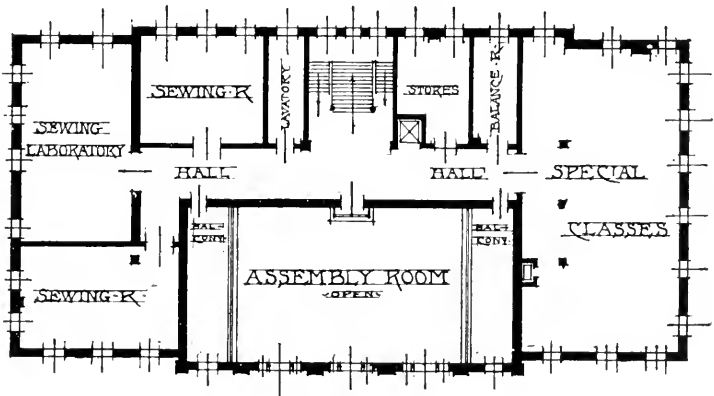 SEWING·R
LAVATORY
STORES
BALANCE·R
SEWING
LABORATORY
HALL
HALL
SPECIAL
CLASSES
BAL-
CONY
BAL-
CONY
ASSEMBLY ROOM
OPEN
SEWING·R